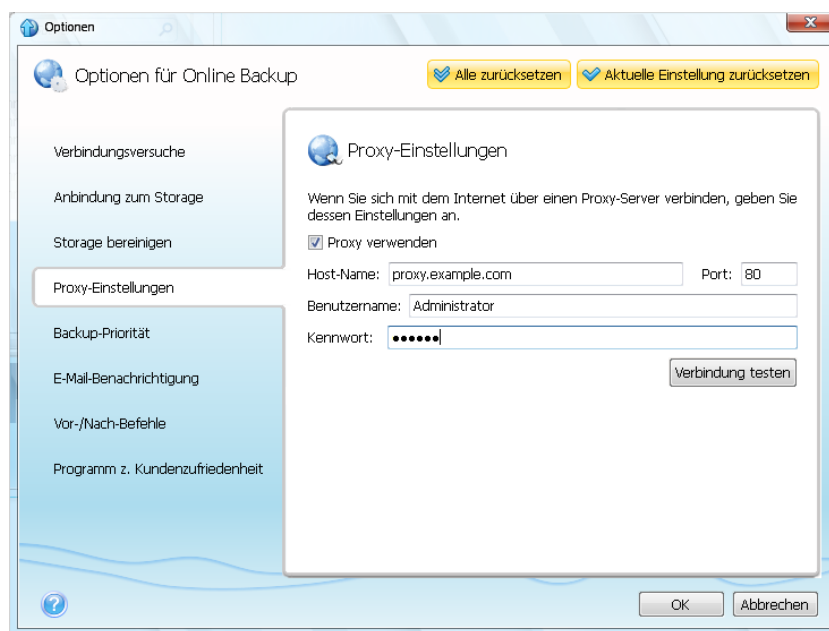 Optionen
Optionen für Online Backup
Alle zurücksetzen
Aktuelle Einstellung zurücksetzen
Verbindungsversuche
Anbindung zum Storage
Storage bereinigen
Proxy-Einstellungen
Backup-Priorität
E-Mail-Benachrichtigung
Vor-/Nach-Befehle
Programm z. Kundenzufriedenheit
Proxy-Einstellungen
Wenn Sie sich mit dem Internet über einen Proxy-Server verbinden, geben Sie
dessen Einstellungen an.
Proxy verwenden
Host-Name: proxy.example.com Port: 80
Benutzername: Administrator
Kennwort: ●●●●●●
Verbindung testen
OK
Abbrechen